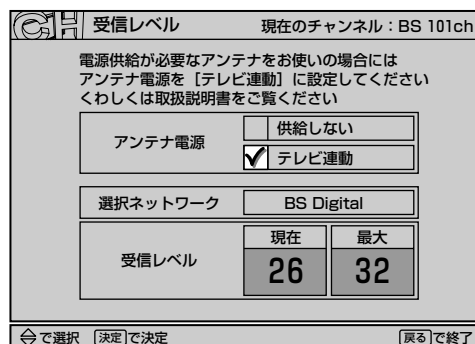 CH 受信レベル 現在のチャンネル：BS 101ch
電源供給が必要なアンテナをお使いの場合には
アンテナ電源を［テレビ連動］に設定してください
くわしくは取扱説明書をご覧ください
アンテナ電源
供給しない
テレビ連動
選択ネットワーク BS Digital
受信レベル
現在 最大
26 32
で選択 決定で決定 戻るで終了